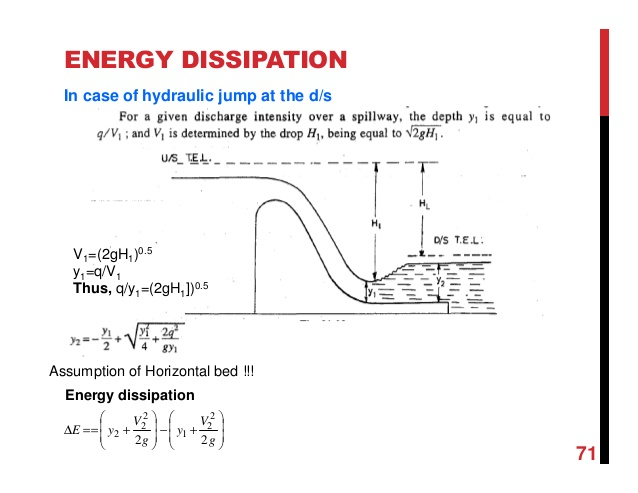 ENERGY DISSIPATION
In case of hydraulic jump at the d/s
For a given discharge intensity over a spillway, the depth y₁ is equal to
q/V₁ ; and V₁ is determined by the drop H₁, being equal to √2gH₁.
U/S T.E.L.
H₁
HL
D/S T.E.L.
y₁
y₂
V₁=(2gH₁)⁰·⁵
y₁=q/V₁
Thus, q/y₁=(2gH₁])⁰·⁵
y₂ = - y₁/2 + √(y₁²/4 + 2q²/gy₁)
Assumption of Horizontal bed !!!
Energy dissipation
ΔE == (y₂ + V₂²/2g) - (y₁ + V₂²/2g)
71